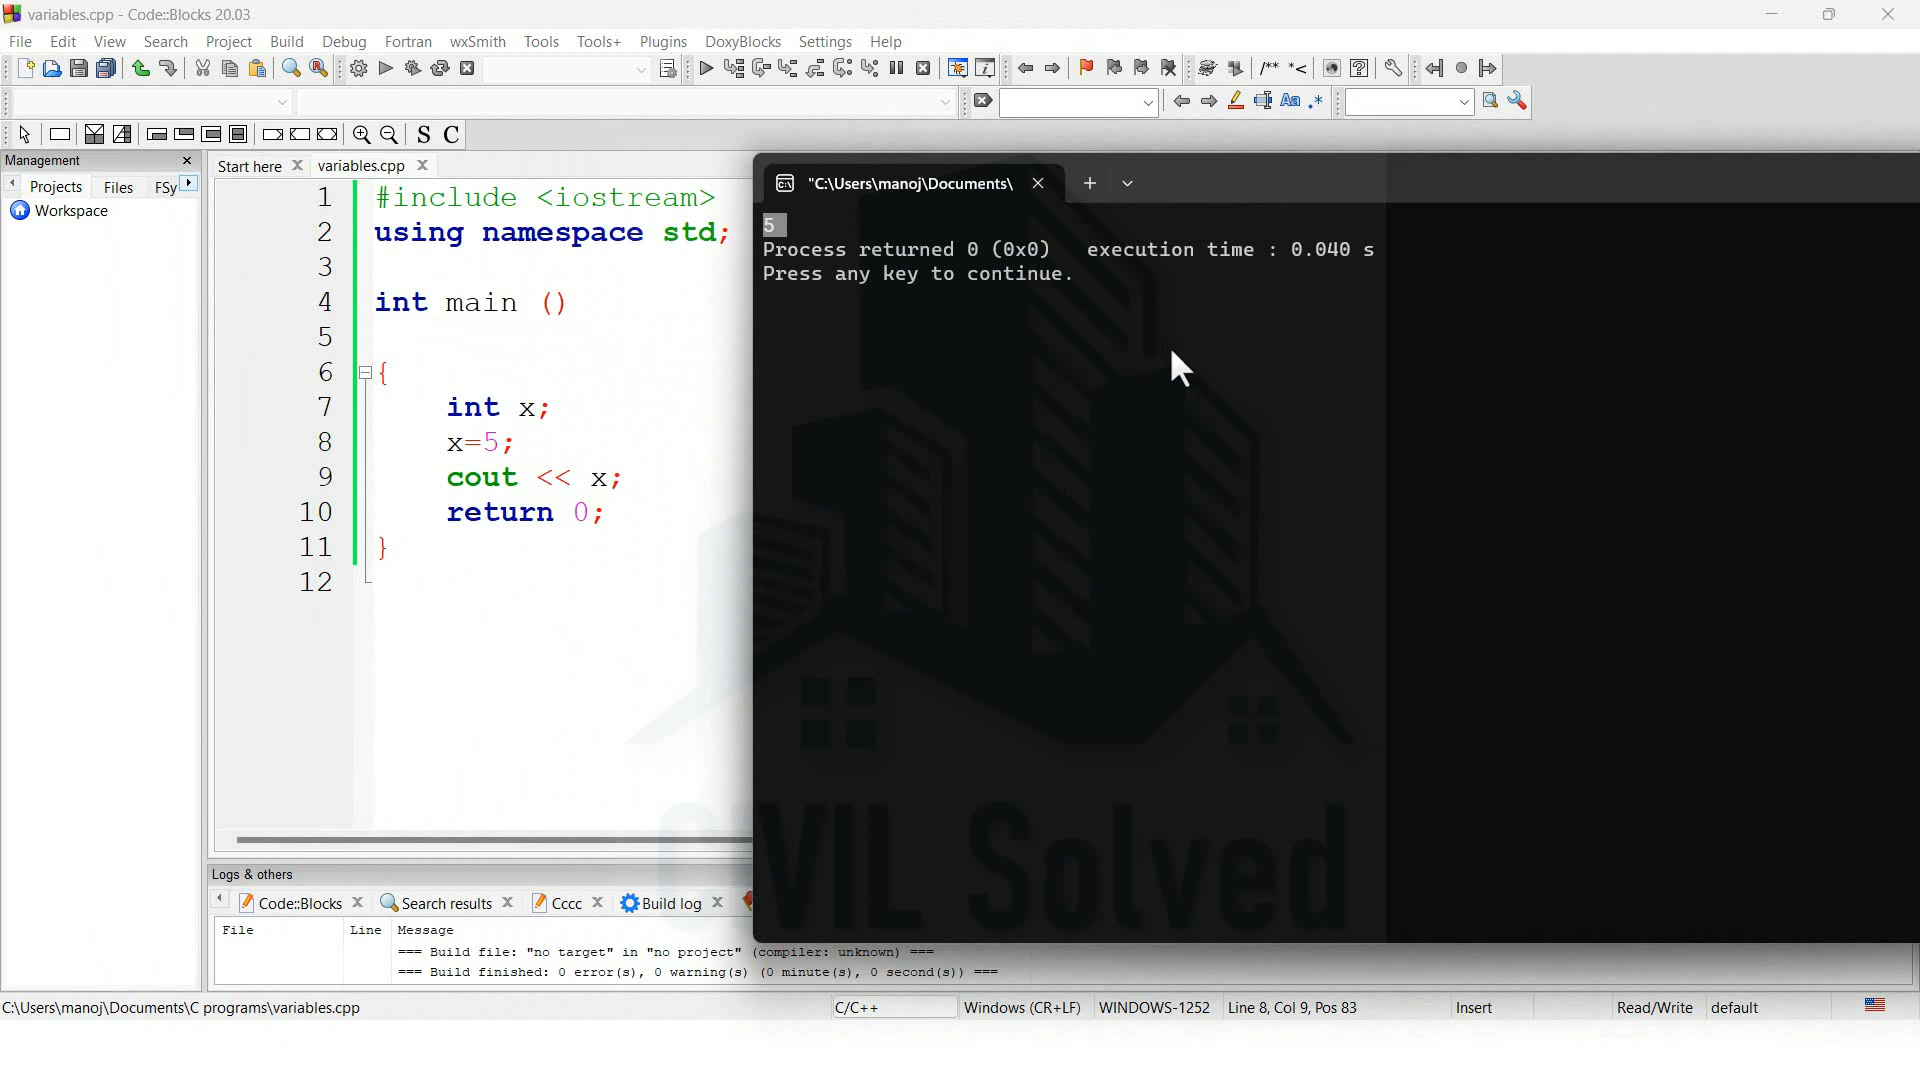 variables.cpp - Code::Blocks 20.03
File Edit View Search Project Build Debug Fortran wxSmith Tools Tools+ Plugins DoxyBlocks Settings Help
/** *<
Aa .*
S C
Management
Projects Files FSy
Workspace
Start here variables.cpp
1 #include <iostream>
2 using namespace std;
3
4 int main ()
5
6 {
7 int x;
8 x=5;
9 cout << x;
10 return 0;
11 }
12
"C:\Users\manoj\Documents\
5
Process returned 0 (0x0)   execution time : 0.040 s
Press any key to continue.
CIVIL Solved
Logs & others
Code::Blocks Search results Cccc Build log
File Line Message
=== Build file: "no target" in "no project" (compiler: unknown) ===
=== Build finished: 0 error(s), 0 warning(s) (0 minute(s), 0 second(s)) ===
C:\Users\manoj\Documents\C programs\variables.cpp C/C++ Windows (CR+LF) WINDOWS-1252 Line 8, Col 9, Pos 83 Insert Read/Write default